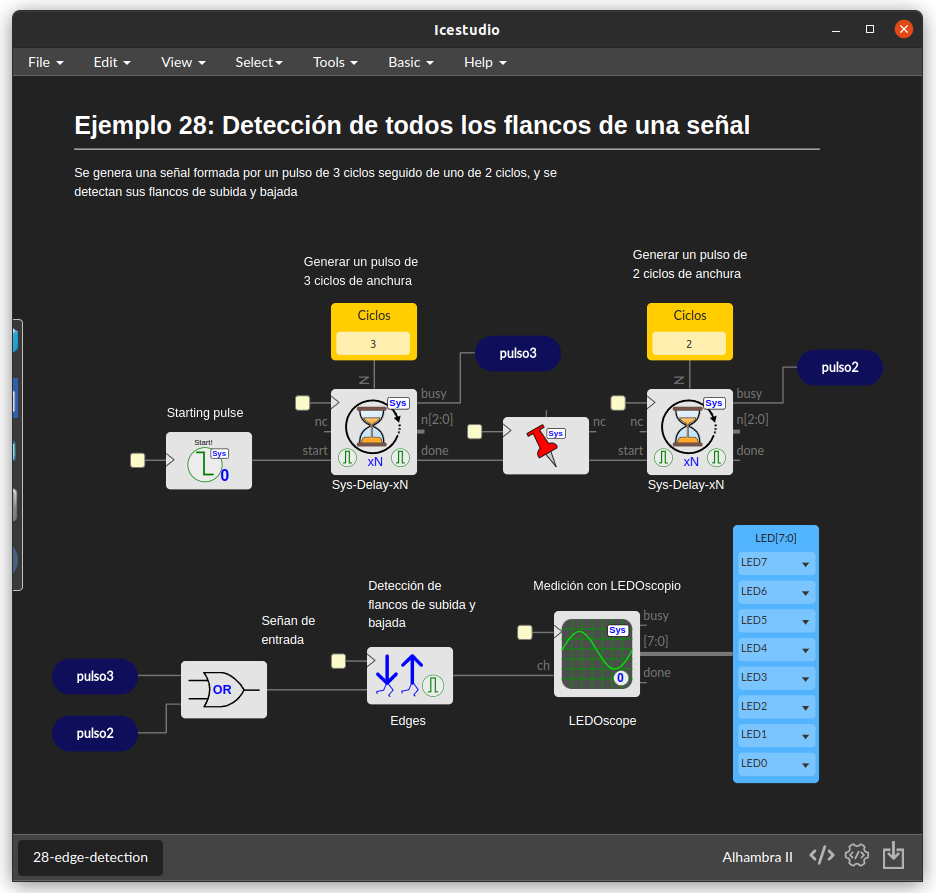 Icestudio
File
Edit
View
Select
Tools
Basic
Help
Ejemplo 28: Detección de todos los flancos de una señal
Se genera una señal formada por un pulso de 3 ciclos seguido de uno de 2 ciclos, y se
detectan sus flancos de subida y bajada
Generar un pulso de
3 ciclos de anchura
Generar un pulso de
2 ciclos de anchura
Ciclos
3
Ciclos
2
pulso3
pulso2
N
N
Starting pulse
Start!
Sys
0
busy
nc
n[2:0]
start
done
Sys
xN
Sys-Delay-xN
Sys
nc
busy
nc
n[2:0]
start
done
Sys
xN
Sys-Delay-xN
Señan de
entrada
Detección de
flancos de subida y
bajada
Medición con LEDOscopio
pulso3
pulso2
OR
Edges
ch
Sys
0
busy
[7:0]
done
LEDOscope
LED[7:0]
LED7
LED6
LED5
LED4
LED3
LED2
LED1
LED0
28-edge-detection
Alhambra II